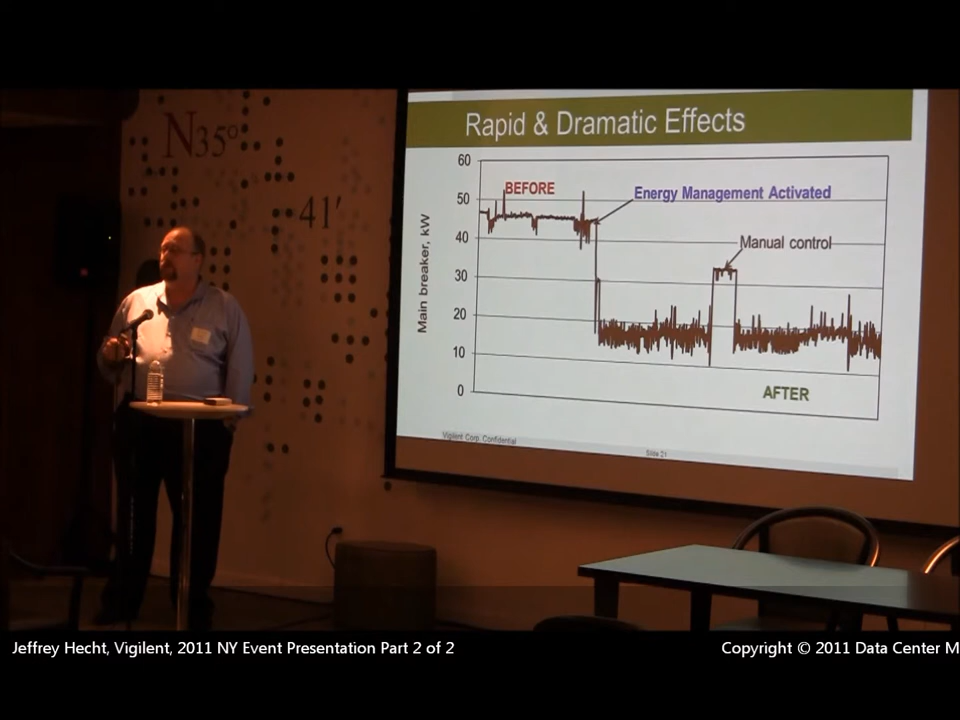 N35°
41'
Rapid & Dramatic Effects
60
50
40
30
20
10
0
Main breaker, kW
BEFORE
Energy Management Activated
Manual control
AFTER
Vigilent Corp. Confidential
Slide 21
Jeffrey Hecht, Vigilent, 2011 NY Event Presentation Part 2 of 2
Copyright © 2011 Data Center M